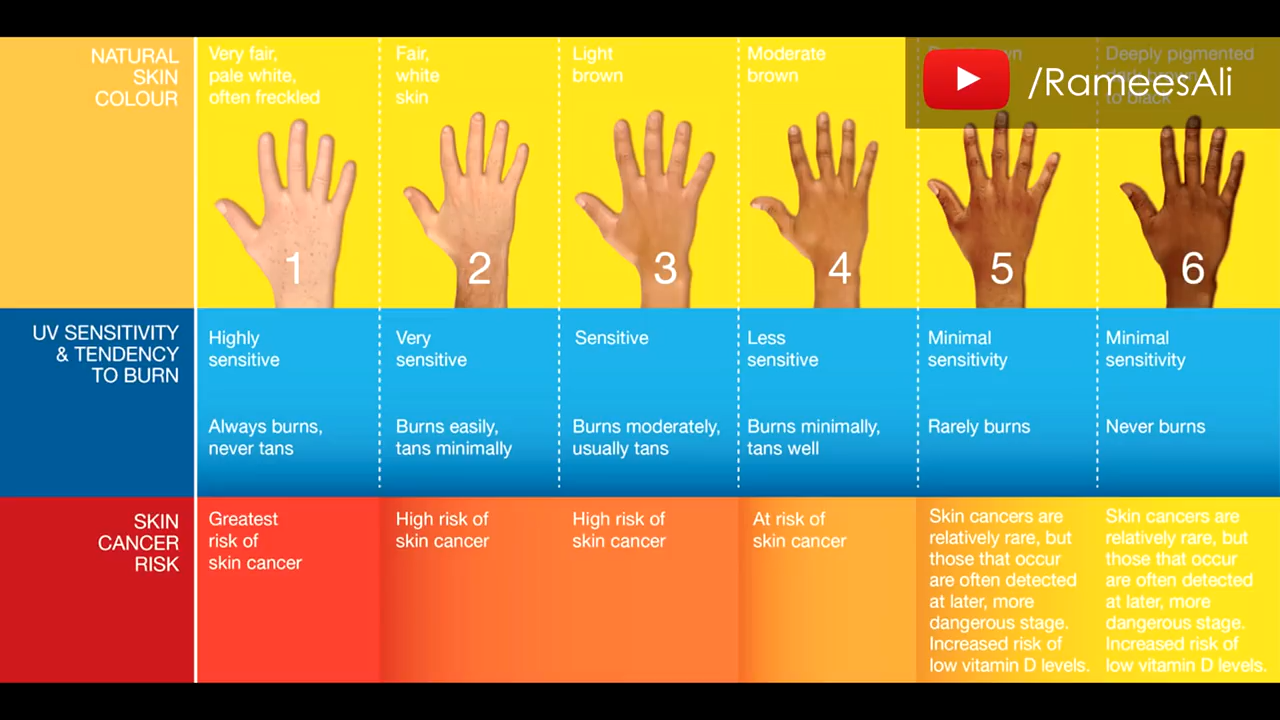 NATURAL
SKIN
COLOUR
Very fair,
pale white,
often freckled
Fair,
white
skin
Light
brown
Moderate
brown
Deeply pigmented
dark brown
to black
/RameesAli
1
2
3
4
5
6
UV SENSITIVITY
& TENDENCY
TO BURN
Highly
sensitive
Always burns,
never tans
Very
sensitive
Burns easily,
tans minimally
Sensitive
Burns moderately,
usually tans
Less
sensitive
Burns minimally,
tans well
Minimal
sensitivity
Rarely burns
Minimal
sensitivity
Never burns
SKIN
CANCER
RISK
Greatest
risk of
skin cancer
High risk of
skin cancer
High risk of
skin cancer
At risk of
skin cancer
Skin cancers are
relatively rare, but
those that occur
are often detected
at later, more
dangerous stage.
Increased risk of
low vitamin D levels.
Skin cancers are
relatively rare, but
those that occur
are often detected
at later, more
dangerous stage.
Increased risk of
low vitamin D levels.